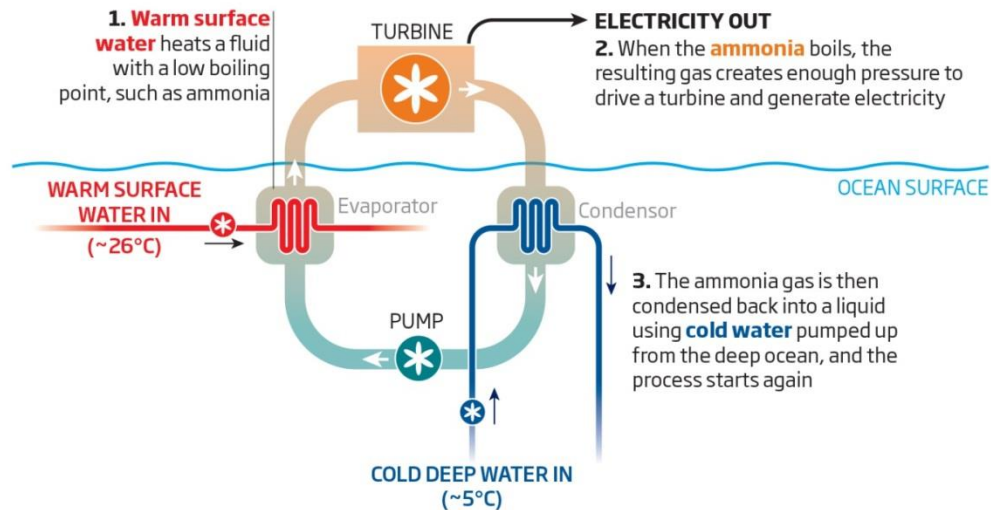 1. Warm surface
water heats a fluid
with a low boiling
point, such as ammonia
TURBINE
ELECTRICITY OUT
2. When the ammonia boils, the
resulting gas creates enough pressure to
drive a turbine and generate electricity
WARM SURFACE
WATER IN
(~26°C)
Evaporator
Condensor
OCEAN SURFACE
PUMP
3. The ammonia gas is then
condensed back into a liquid
using cold water pumped up
from the deep ocean, and the
process starts again
COLD DEEP WATER IN
(~5°C)